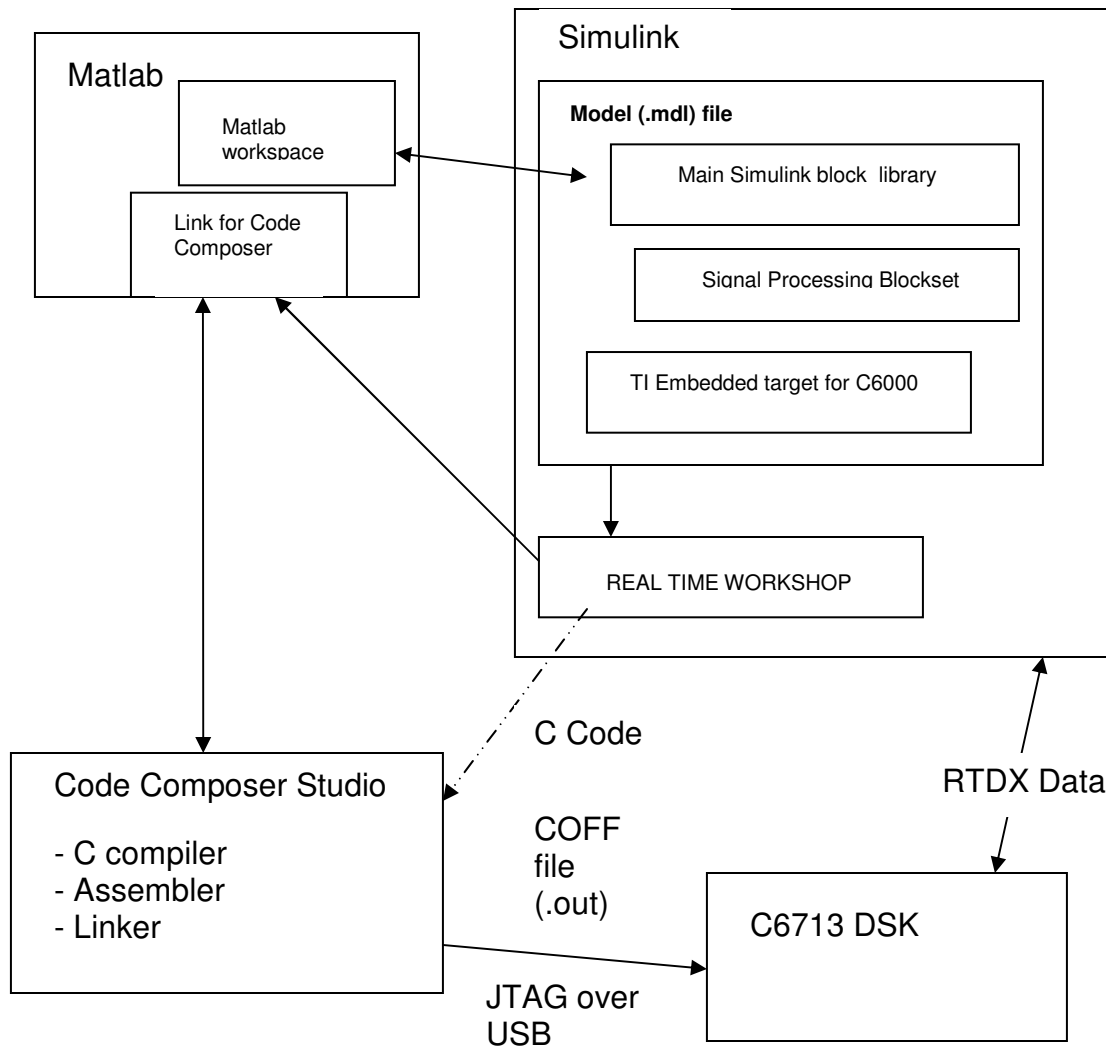 Matlab
Matlab
workspace
Link for Code
Composer
Simulink
Model (.mdl) file
Main Simulink block library
Signal Processing Blockset
TI Embedded target for C6000
REAL TIME WORKSHOP
C Code
Code Composer Studio
- C compiler
- Assembler
- Linker
COFF
file
(.out)
JTAG over
USB
RTDX Data
C6713 DSK